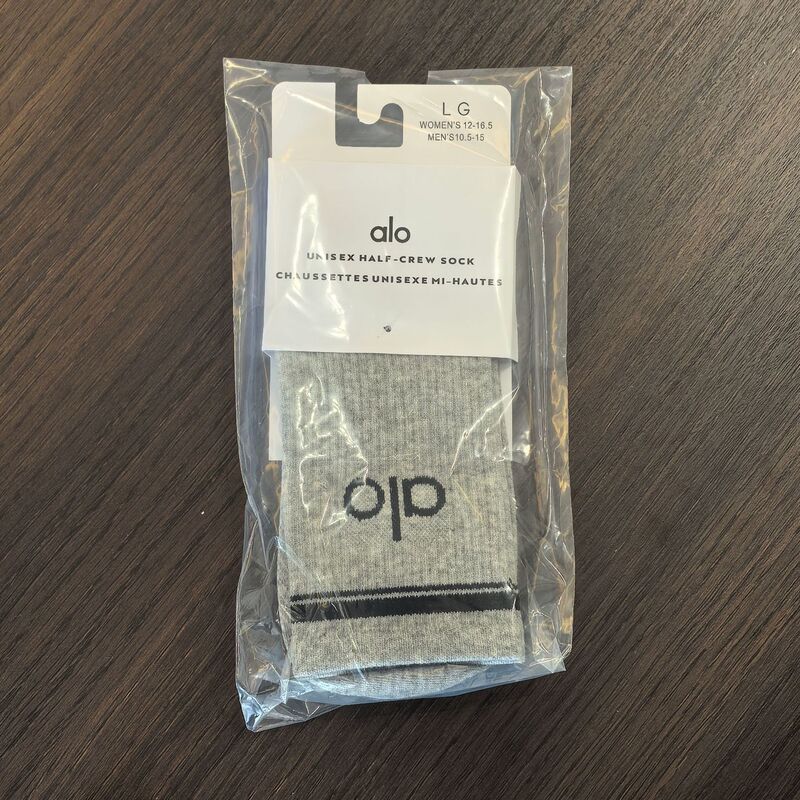 L G
WOMEN'S 12-16.5
MEN'S10.5-15
alo
UNISEX HALF-CREW SOCK
CHAUSSETTES UNISEXE MI-HAUTES
alo